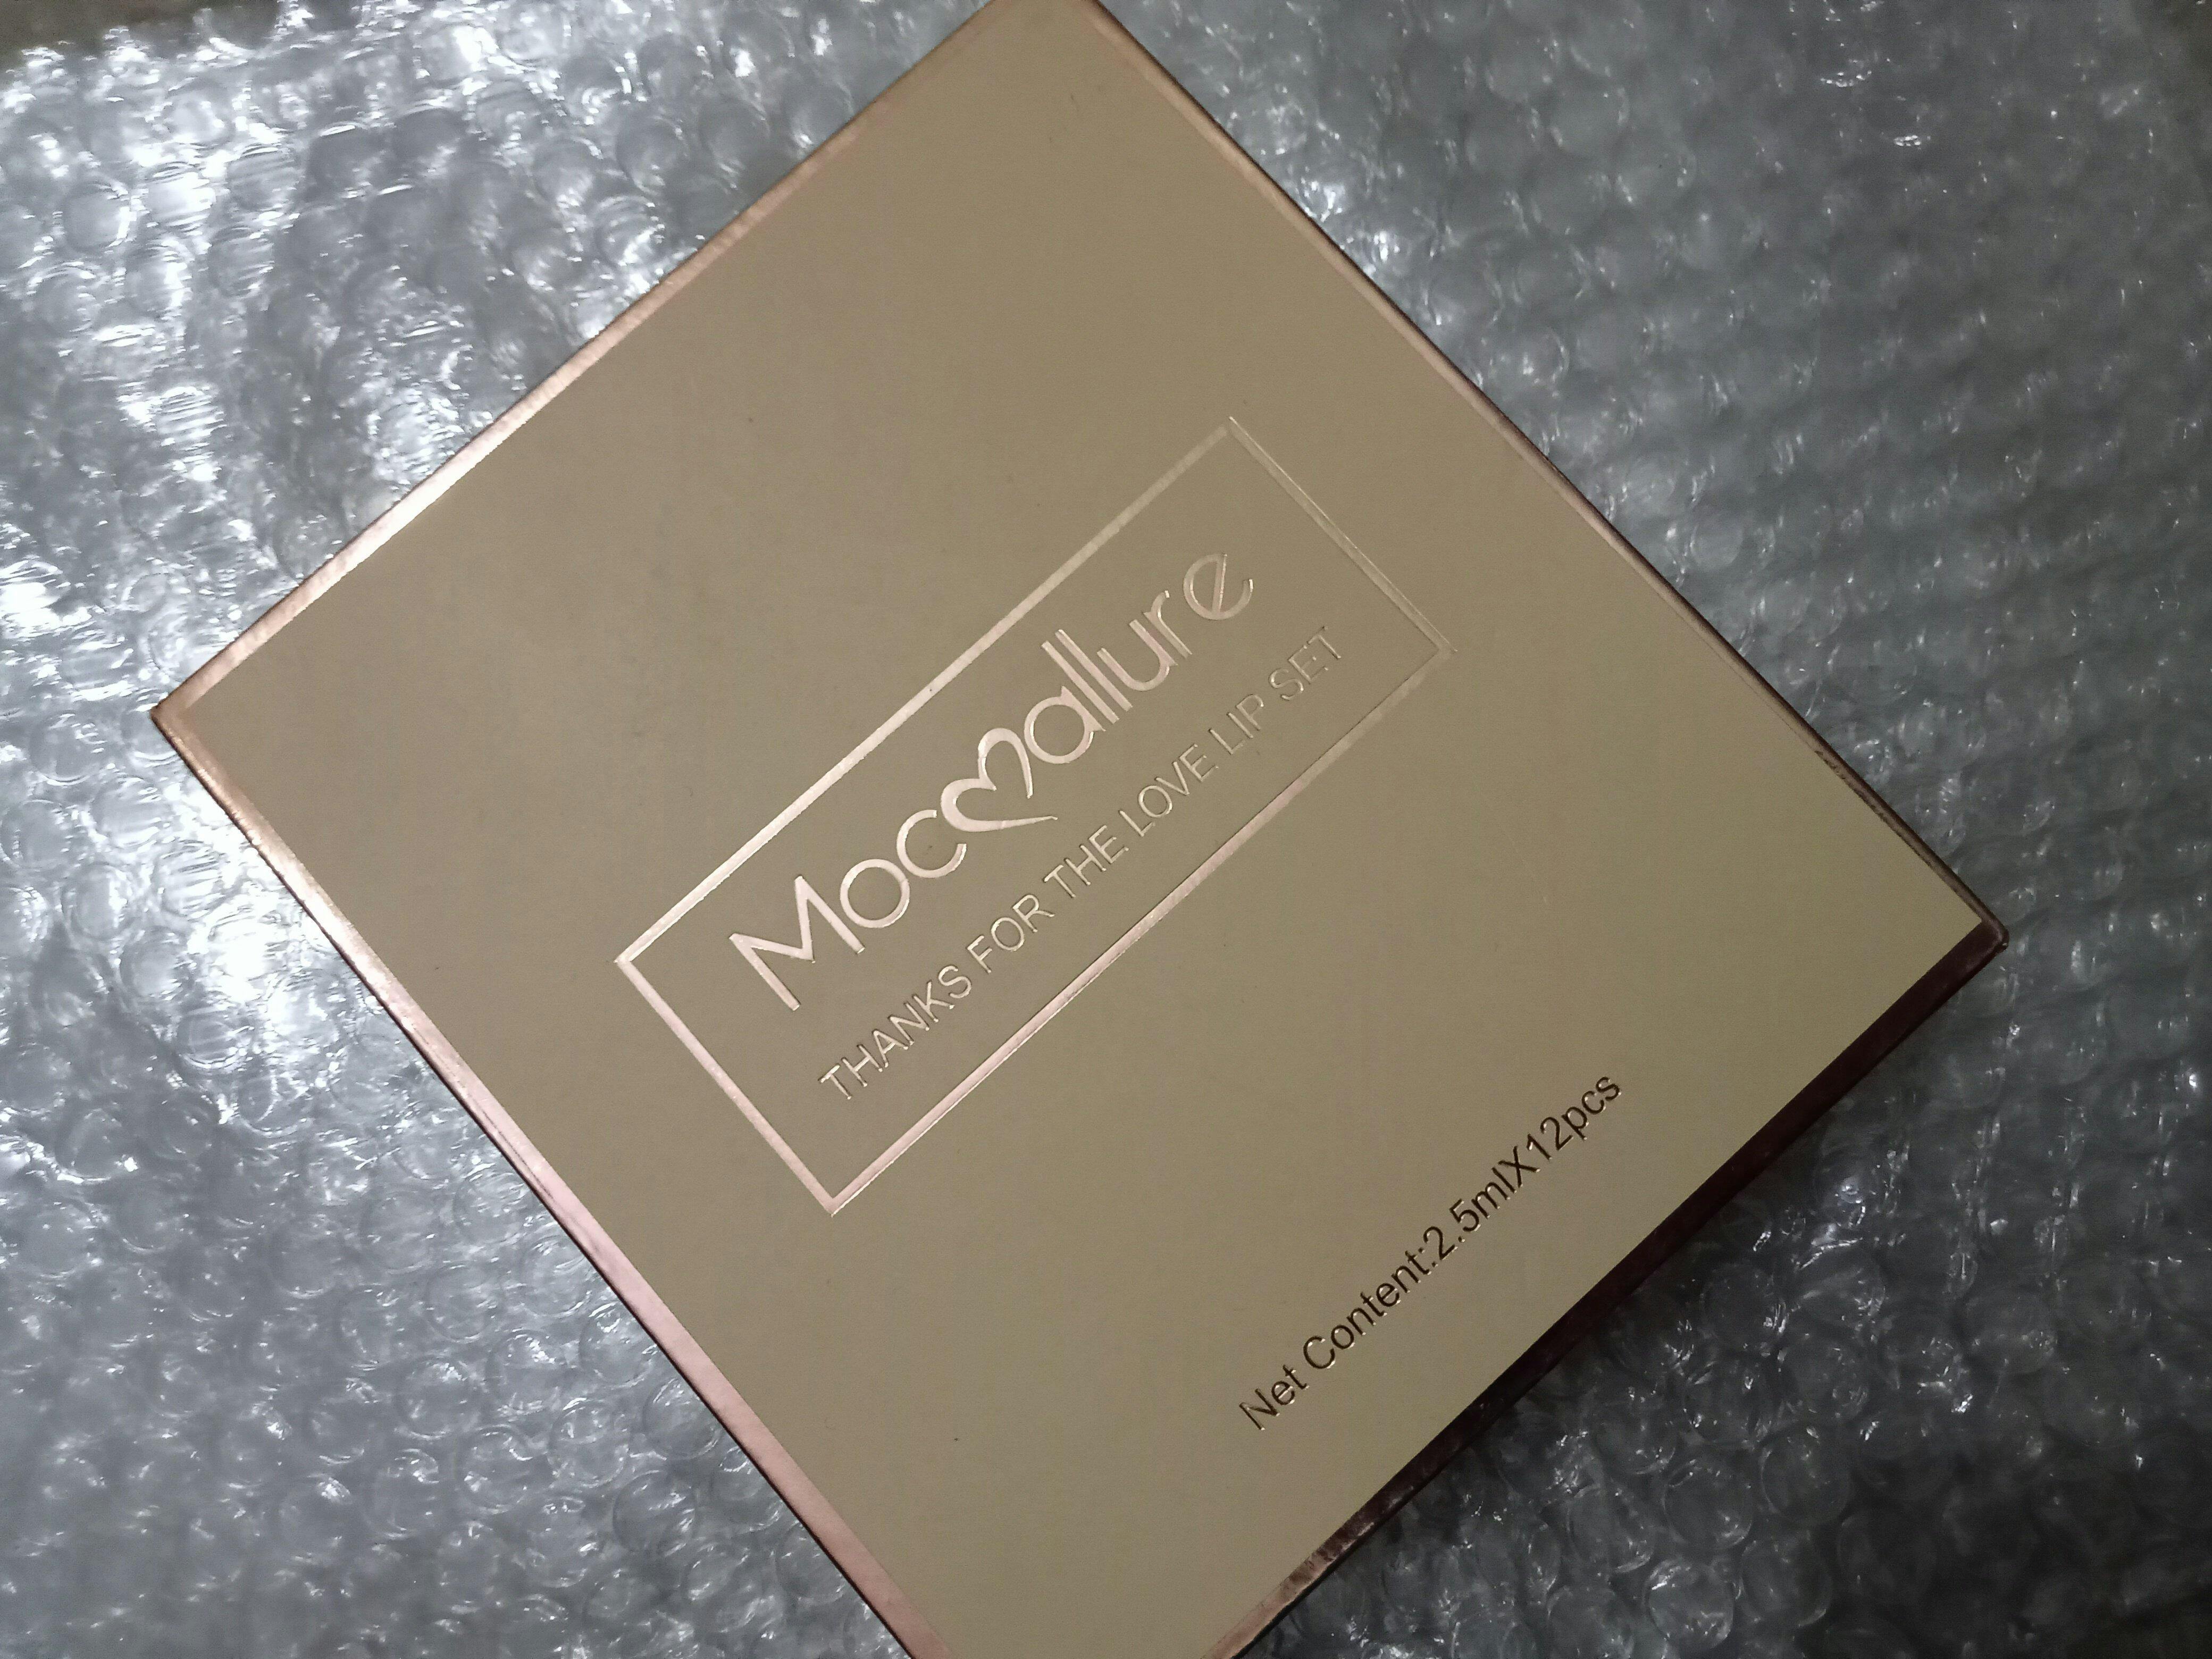 Mocallure
THANKS FOR THE LOVE LIP SET
Net Content:2.5mlX12pcs